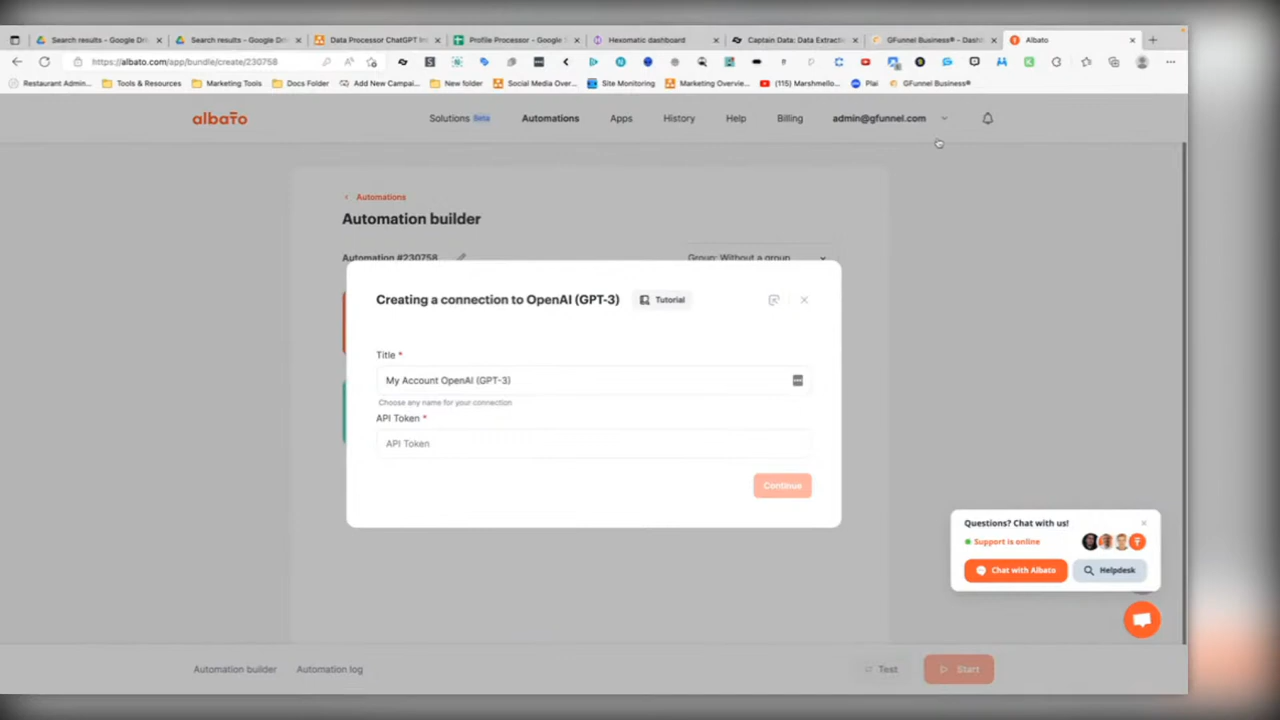 Search results - Google Dri
Search results - Google Driv
Data Processor ChatGPT Int
Profile Processor - Google S
Hexomatic dashboard
Captain Data: Data Extracti
GFunnel Business® - Dashb
Albato
https://albato.com/app/bundle/create/230758
Restaurant Admin...
Tools & Resources
Marketing Tools
Docs Folder
Add New Campai...
New folder
Social Media Over...
Site Monitoring
Marketing Overvie...
(115) Marshmello...
Plai
GFunnel Business®...
albato
Solutions Beta
Automations
Apps
History
Help
Billing
admin@gfunnel.com
Automations
Automation builder
Automation #230758
Group: Without a group
Creating a connection to OpenAI (GPT-3)
Tutorial
Title *
My Account OpenAI (GPT-3)
Choose any name for your connection
API Token *
API Token
Continue
Questions? Chat with us!
Support is online
Chat with Albato
Helpdesk
Automation builder
Automation log
Test
Start